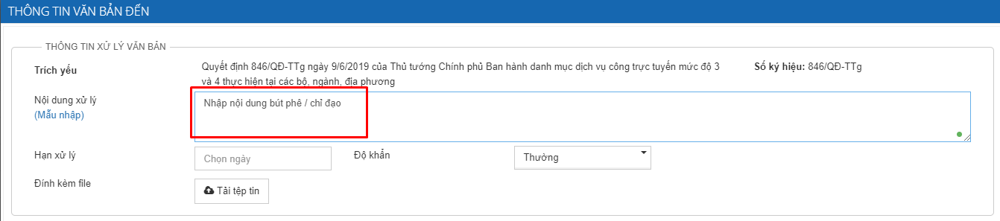 THÔNG TIN VĂN BẢN ĐẾN
THÔNG TIN XỬ LÝ VĂN BẢN
Trích yếu
Quyết định 846/QĐ-TTg ngày 9/6/2019 của Thủ tướng Chính phủ Ban hành danh mục dịch vụ công trực tuyến mức độ 3
và 4 thực hiện tại các bộ, ngành, địa phương
Số ký hiệu: 846/QĐ-TTg
Nội dung xử lý
(Mẫu nhập)
Nhập nội dung bút phê / chỉ đạo
Hạn xử lý
Chọn ngày
Độ khẩn
Thường
Đính kèm file
Tải tệp tin